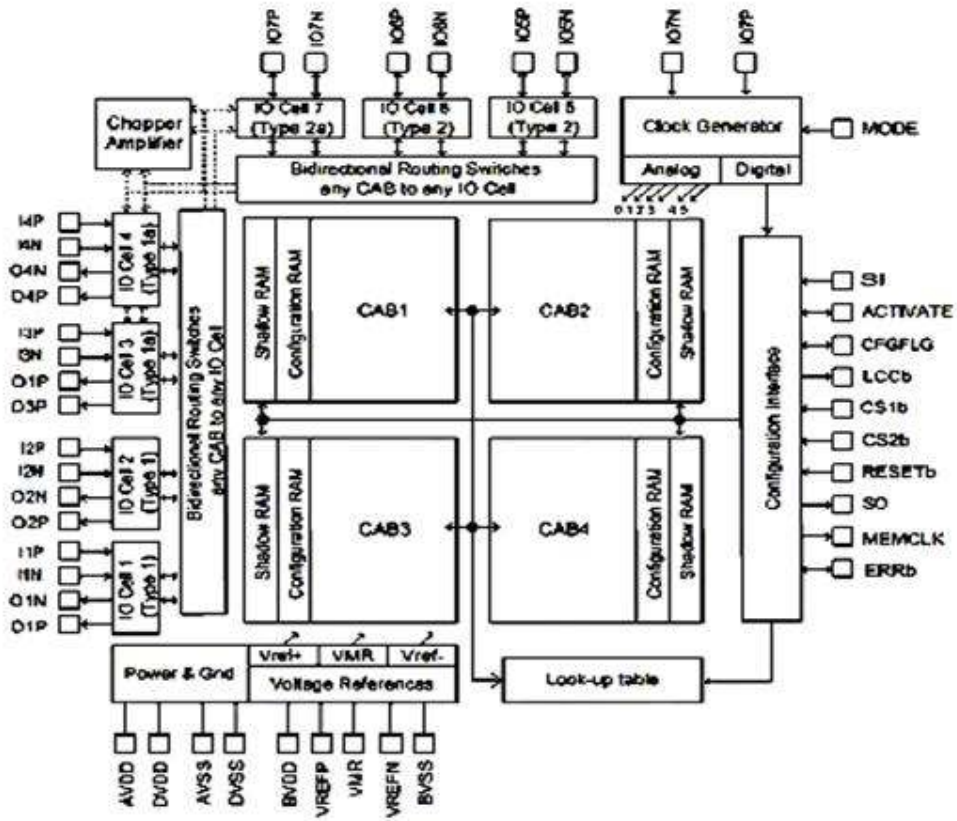 IO7P IO7N IO6P IO6N IO5P IO5N IO7N IO7P
Chopper
Amplifier
IO Cell 7
(Type 2a)
IO Cell 6
(Type 2)
IO Cell 5
(Type 2)
Clock Generator
MODE
Analog Digital
Bidirectional Routing Switches
any CAB to any IO Cell
0 1 2 3 4 5
I4P
I4N
O4N
O4P
IO Cell 4
(Type 1a)
I3P
I3N
O1P
O3P
IO Cell 3
(Type 1a)
I2P
I2N
O2N
O2P
IO Cell 2
(Type 1)
I1P
I1N
O1N
O1P
IO Cell 1
(Type 1)
Bidirectional Routing Switches
any CAB to any IO Cell
Shadow RAM
Configuration RAM
CAB1
CAB2
Configuration RAM
Shadow RAM
Shadow RAM
Configuration RAM
CAB3
CAB4
Configuration RAM
Shadow RAM
Configuration Interface
SI
ACTIVATE
CFGFLG
LCCb
CS1b
CS2b
RESETb
SO
MEMCLK
ERRb
Power & Gnd
Vref+ VMR Vref-
Voltage References
Look-up table
AVDD DVDD AVSS DVSS BVDD VREFP VMR VREFN BVSS